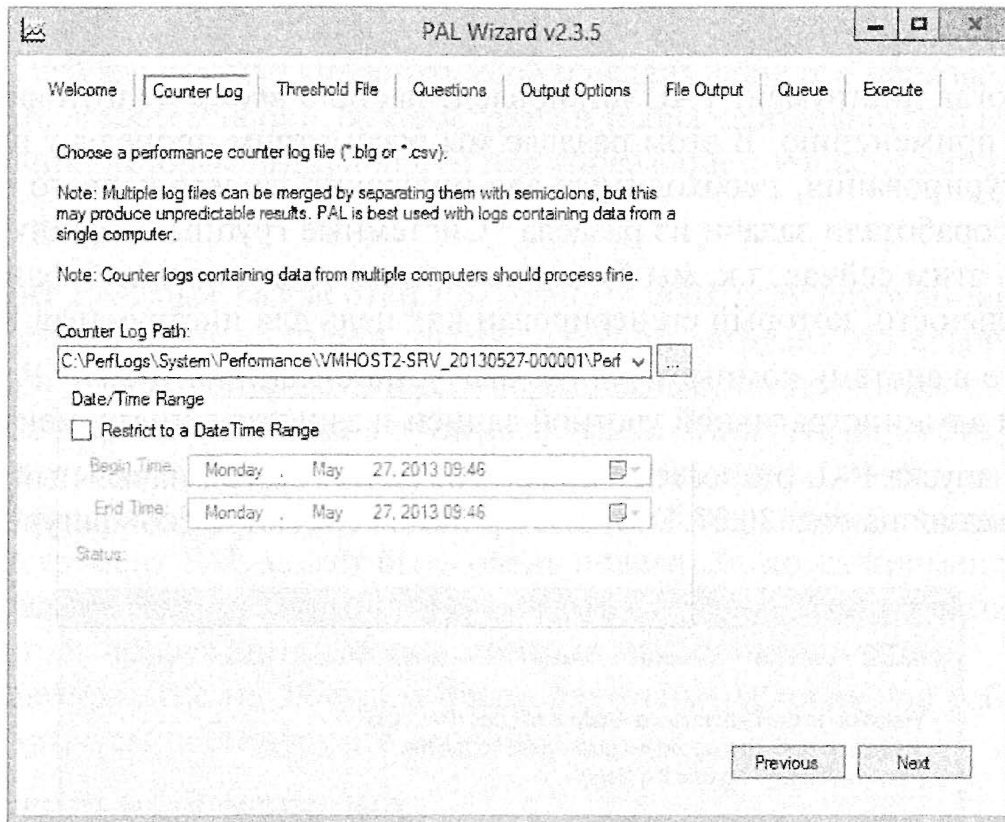 PAL Wizard v2.3.5
Welcome Counter Log Threshold File Questions Output Options File Output Queue Execute
Choose a performance counter log file (*.blg or *.csv).
Note: Multiple log files can be merged by separating them with semicolons, but this
may produce unpredictable results. PAL is best used with logs containing data from a
single computer.
Note: Counter logs containing data from multiple computers should process fine.
Counter Log Path:
C:\PerfLogs\System\Performance\VMHOST2-SRV_20130527-000001\Perf ...
Date/Time Range
Restrict to a DateTime Range
Begin Time: Monday , May 27, 2013 09:46
End Time: Monday , May 27, 2013 09:46
Status:
Previous Next